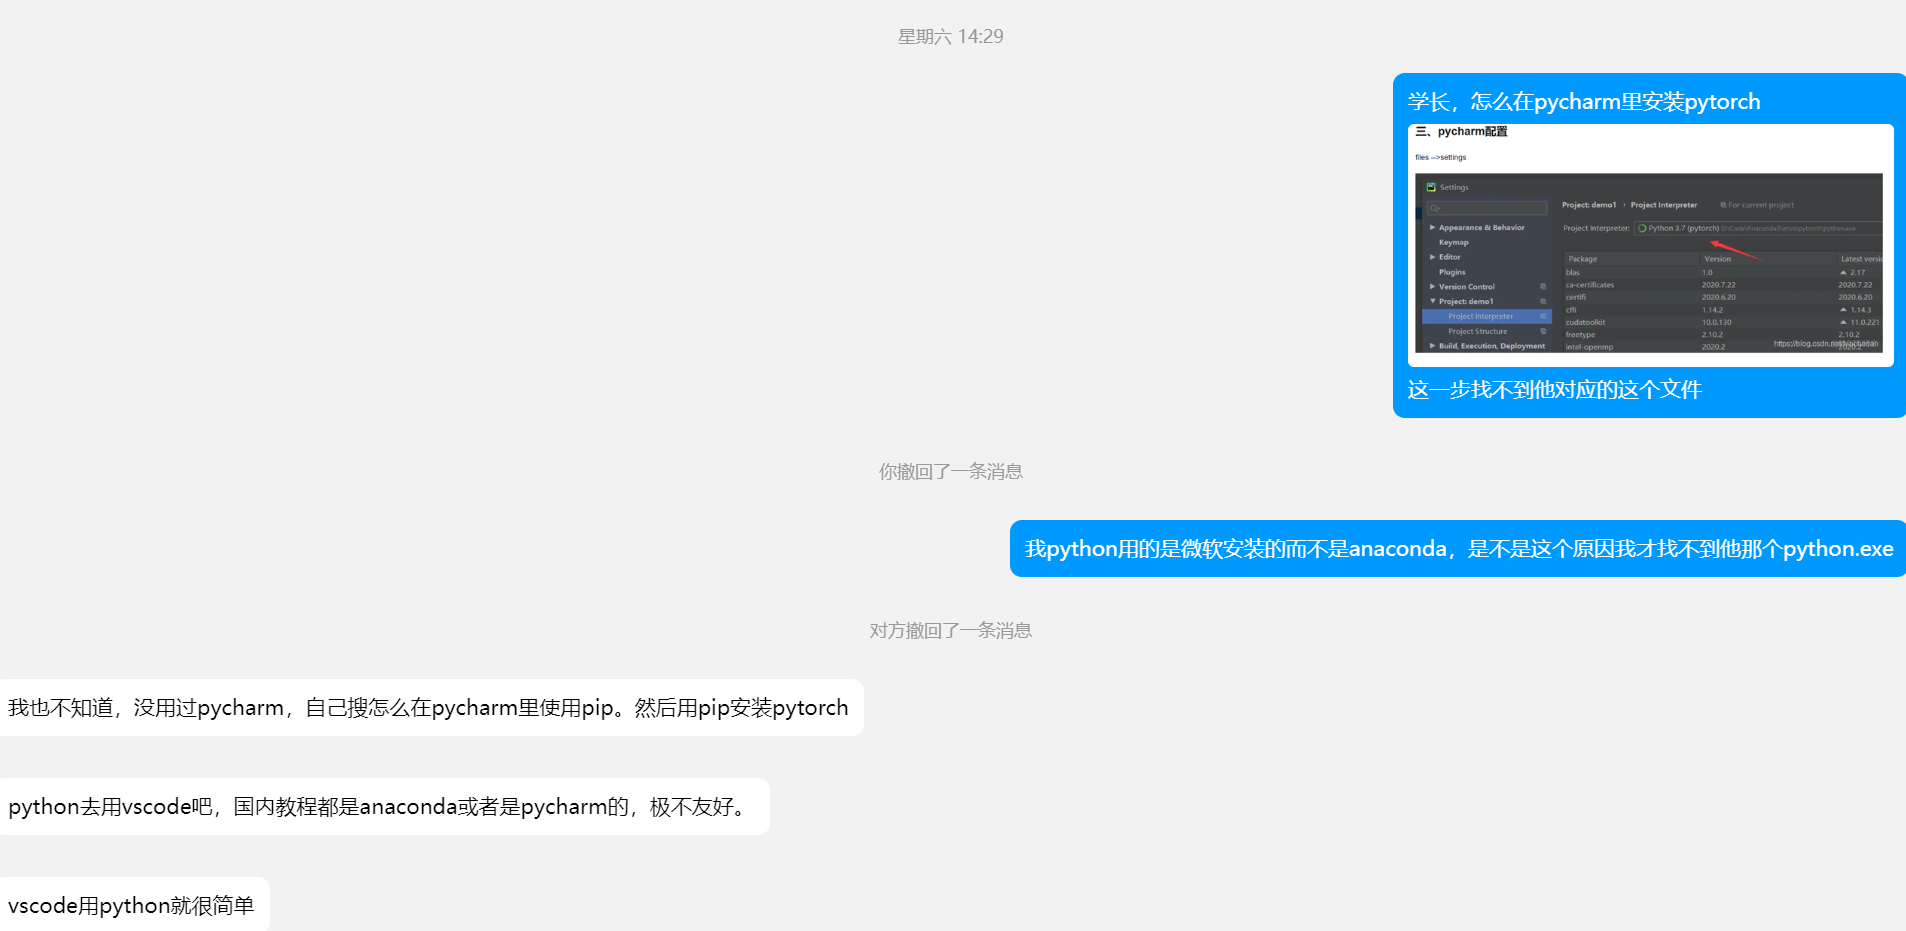 星期六 14:29
学长，怎么在pycharm里安装pytorch
三、pycharm配置
files -->settings
Settings
Project: demo1 › Project Interpreter For current project
Appearance & Behavior
Project Interpreter: Python 3.7 (pytorch)
Keymap
Editor
Package Version Latest versic
Plugins
blas 1.0 2.17
Version Control
ca-certificates 2020.7.22 2020.7.22
Project: demo1
certifi 2020.6.20 2020.6.20
Project Interpreter
cffi 1.14.2 1.14.3
cudatoolkit 10.0.130 11.0.221
Project Structure
freetype 2.10.2 2.10.2
Build, Execution, Deployment
intel-openmp 2020.2 2020.2
这一步找不到他对应的这个文件
你撤回了一条消息
我python用的是微软安装的而不是anaconda，是不是这个原因我才找不到他那个python.exe
对方撤回了一条消息
我也不知道，没用过pycharm，自己搜怎么在pycharm里使用pip。然后用pip安装pytorch
python去用vscode吧，国内教程都是anaconda或者是pycharm的，极不友好。
vscode用python就很简单